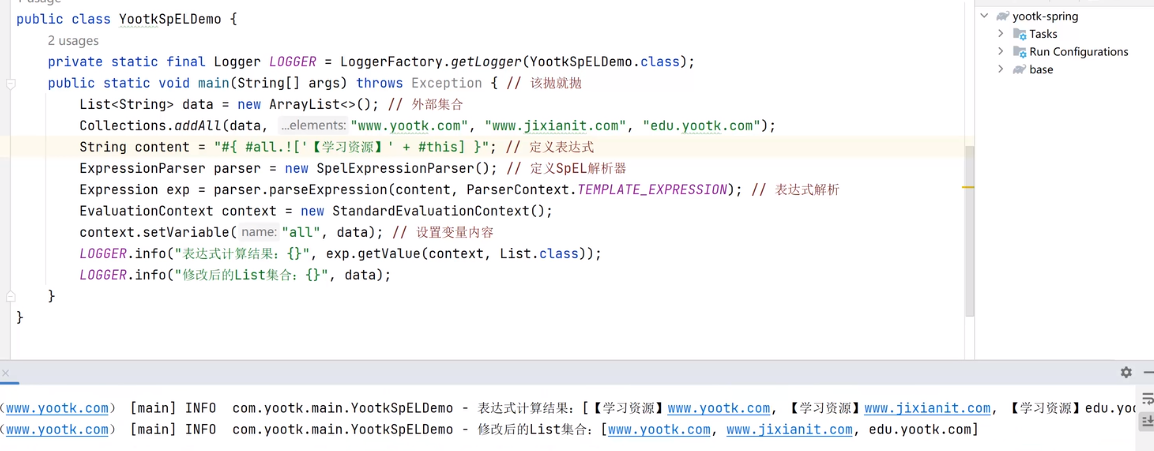 usage
public class YootkSpELDemo {
2 usages
private static final Logger LOGGER = LoggerFactory.getLogger(YootkSpELDemo.class);
public static void main(String[] args) throws Exception { // 该抛就抛
List<String> data = new ArrayList<>(); // 外部集合
Collections.addAll(data, ...elements: "www.yootk.com", "www.jixianit.com", "edu.yootk.com");
String content = "#{ #all.!['【学习资源】' + #this] }"; // 定义表达式
ExpressionParser parser = new SpelExpressionParser(); // 定义SpEL解析器
Expression exp = parser.parseExpression(content, ParserContext.TEMPLATE_EXPRESSION); // 表达式解析
EvaluationContext context = new StandardEvaluationContext();
context.setVariable( name: "all", data); // 设置变量内容
LOGGER.info("表达式计算结果: {}", exp.getValue(context, List.class));
LOGGER.info("修改后的List集合: {}", data);
}
}
yootk-spring
Tasks
Run Configurations
base
（www.yootk.com） [main] INFO com.yootk.main.YootkSpELDemo - 表达式计算结果: [【学习资源】www.yootk.com, 【学习资源】www.jixianit.com, 【学习资源】edu.yoo
（www.yootk.com） [main] INFO com.yootk.main.YootkSpELDemo - 修改后的List集合: [www.yootk.com, www.jixianit.com, edu.yootk.com]